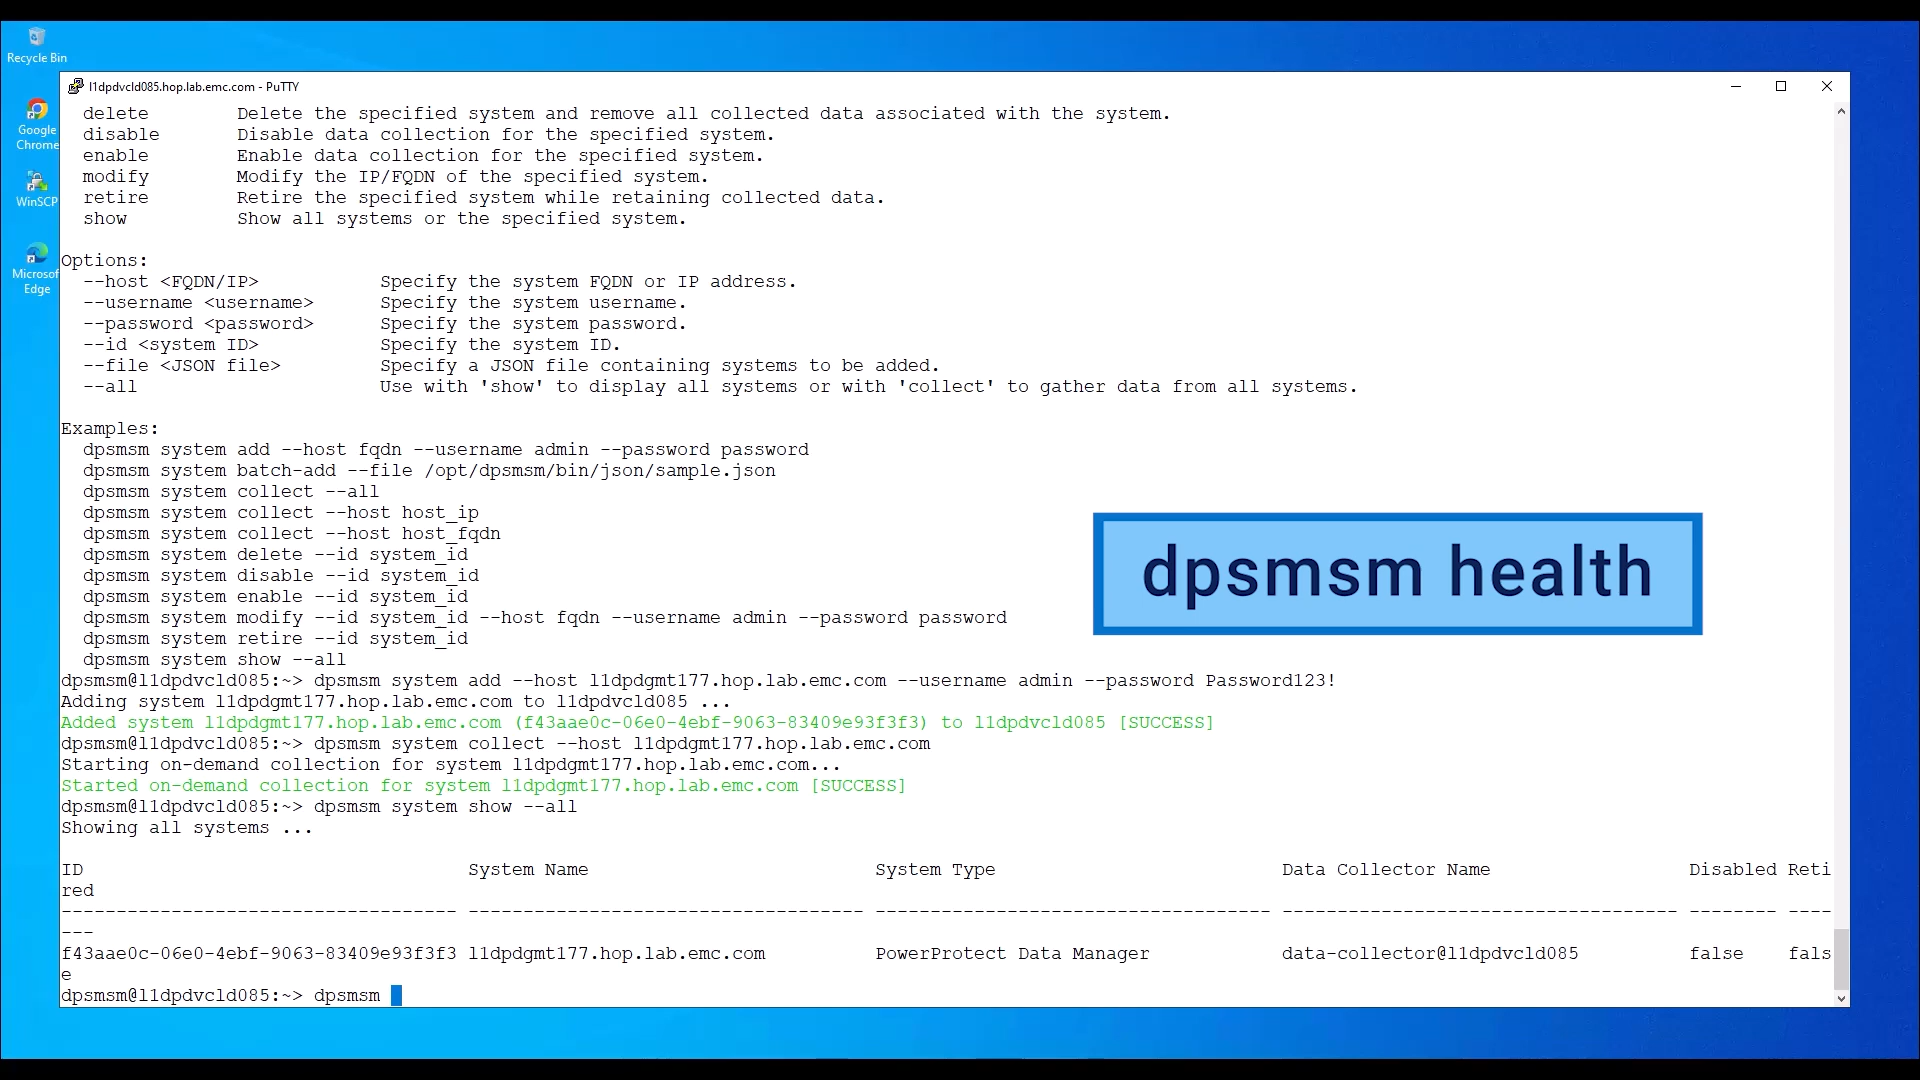 Recycle Bin
Google
Chrome
WinSCP
Microsof
Edge
l1dpdvcld085.hop.lab.emc.com - PuTTY
delete Delete the specified system and remove all collected data associated with the system.
disable Disable data collection for the specified system.
enable Enable data collection for the specified system.
modify Modify the IP/FQDN of the specified system.
retire Retire the specified system while retaining collected data.
show Show all systems or the specified system.
Options:
--host <FQDN/IP> Specify the system FQDN or IP address.
--username <username> Specify the system username.
--password <password> Specify the system password.
--id <system ID> Specify the system ID.
--file <JSON file> Specify a JSON file containing systems to be added.
--all Use with 'show' to display all systems or with 'collect' to gather data from all systems.
Examples:
dpsmsm system add --host fqdn --username admin --password password
dpsmsm system batch-add --file /opt/dpsmsm/bin/json/sample.json
dpsmsm system collect --all
dpsmsm system collect --host host_ip
dpsmsm system collect --host host_fqdn
dpsmsm system delete --id system_id
dpsmsm system disable --id system_id
dpsmsm system enable --id system_id
dpsmsm system modify --id system_id --host fqdn --username admin --password password
dpsmsm system retire --id system_id
dpsmsm system show --all
dpsmsm@l1dpdvcld085:~> dpsmsm system add --host l1dpdgmt177.hop.lab.emc.com --username admin --password Password123!
Adding system l1dpdgmt177.hop.lab.emc.com to l1dpdvcld085 ...
Added system l1dpdgmt177.hop.lab.emc.com (f43aae0c-06e0-4ebf-9063-83409e93f3f3) to l1dpdvcld085 [SUCCESS]
dpsmsm@l1dpdvcld085:~> dpsmsm system collect --host l1dpdgmt177.hop.lab.emc.com
Starting on-demand collection for system l1dpdgmt177.hop.lab.emc.com...
Started on-demand collection for system l1dpdgmt177.hop.lab.emc.com [SUCCESS]
dpsmsm@l1dpdvcld085:~> dpsmsm system show --all
Showing all systems ...
ID System Name System Type Data Collector Name Disabled Reti
red
------------------------------------ ------------------------------------ ------------------------------------ ------------------------------------ -------- ----
---
f43aae0c-06e0-4ebf-9063-83409e93f3f3 l1dpdgmt177.hop.lab.emc.com PowerProtect Data Manager data-collector@l1dpdvcld085 false fals
e
dpsmsm@l1dpdvcld085:~> dpsmsm
dpsmsm health